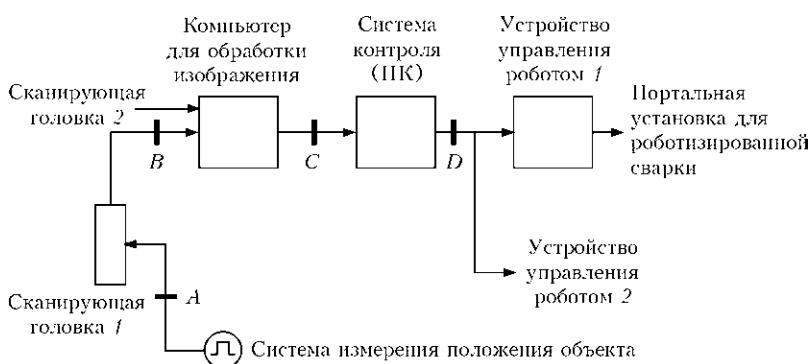 Компьютер
для обработки
изображения
Система
контроля
(ПК)
Устройство
управления
роботом 1
Сканирующая
головка 2
Портальная
установка для
роботизированной
сварки
B
C
D
Устройство
управления
роботом 2
A
Сканирующая
головка 1
Система измерения положения объекта